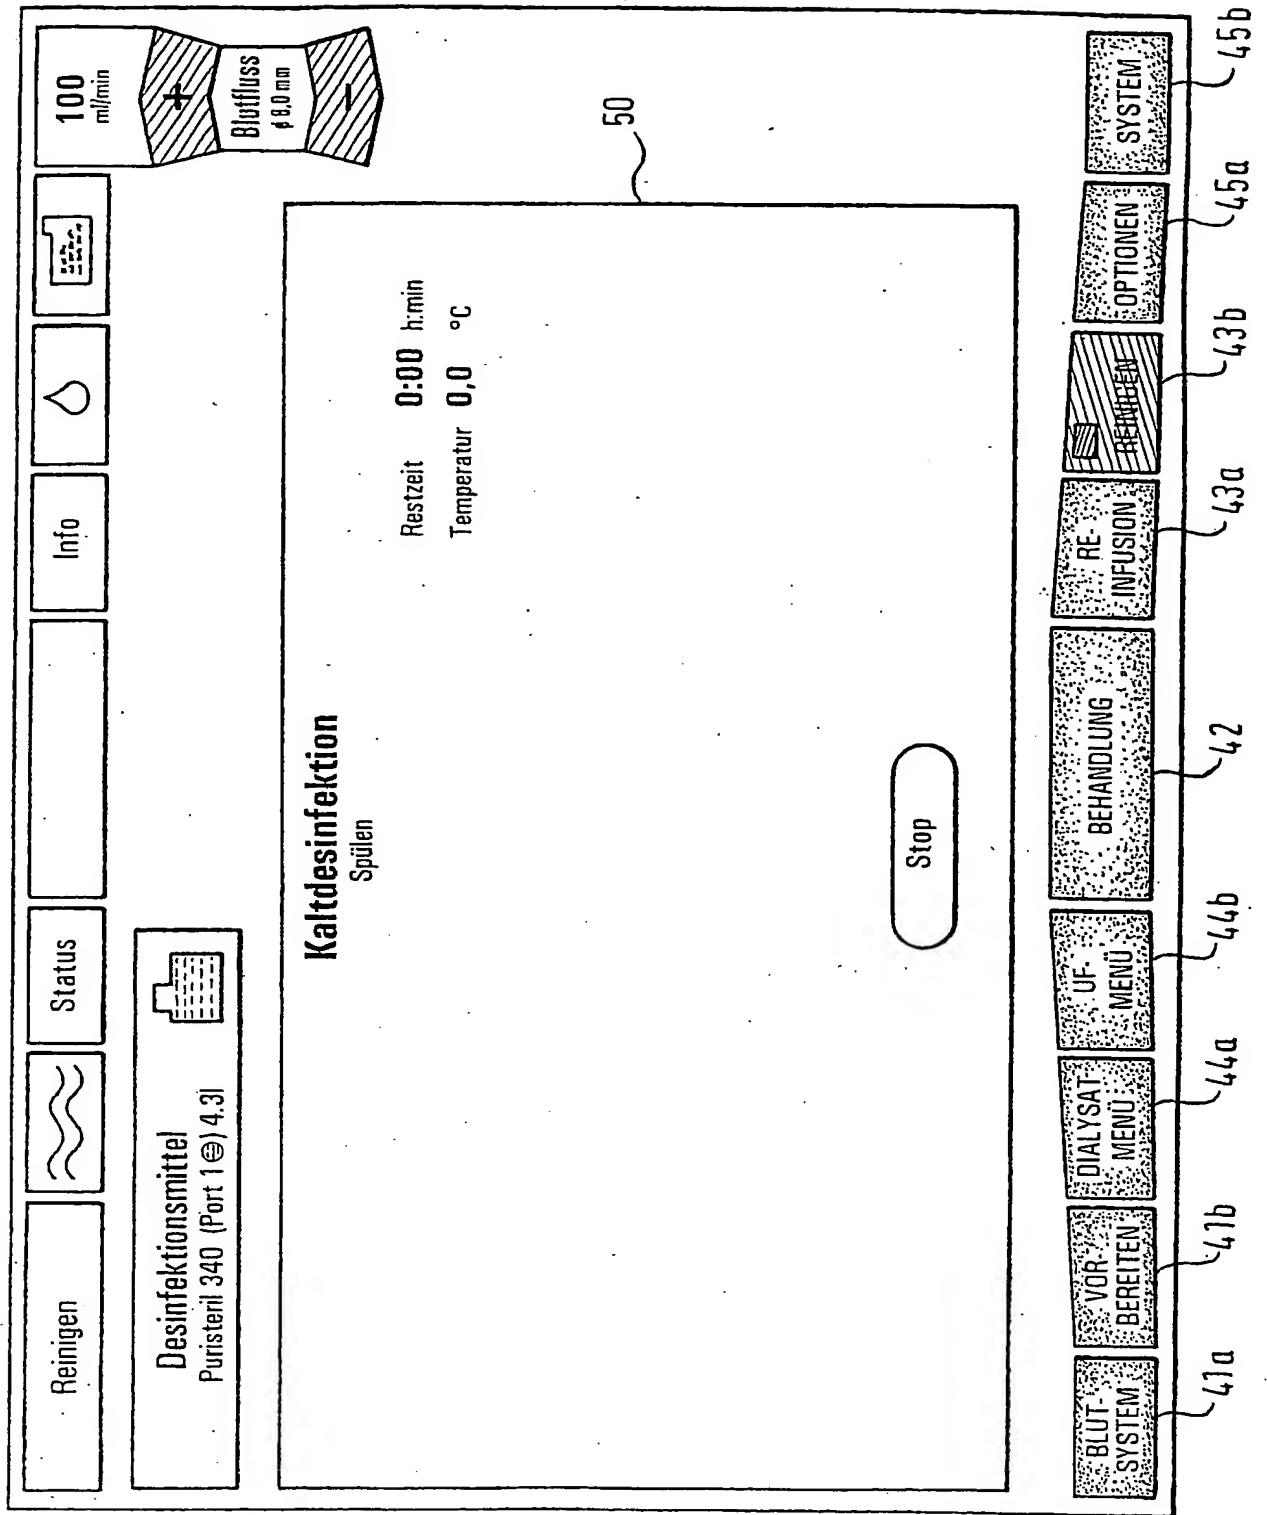 Reinigen
Status
Info
100
ml/min
+
Blutfluss
ø 8,0 mm
−
Desinfektionsmittel
Puristeril 340 (Port 1) 4.3l
Kaltdesinfektion
Spülen
Restzeit 0:00 h:min
Temperatur 0,0 °C
50
Stop
BLUT-
SYSTEM
VOR-
BEREITEN
DIALYSAT-
MENÜ
UF-
MENÜ
BEHANDLUNG
RE-
INFUSION
REINIGEN
OPTIONEN
SYSTEM
41a
41b
44a
44b
42
43a
43b
45a
45b